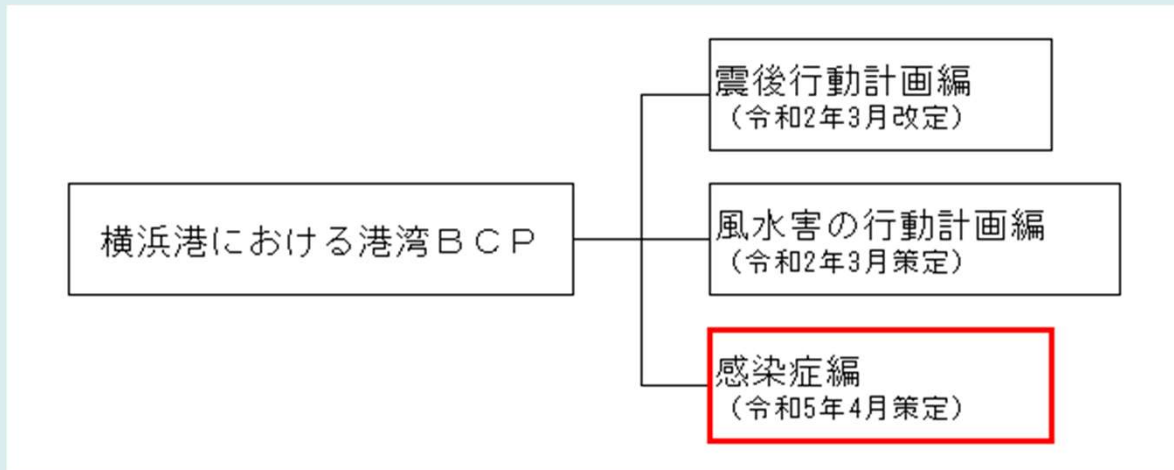 震後行動計画編
（令和2年3月改定）
横浜港における港湾ＢＣＰ
風水害の行動計画編
（令和2年3月策定）
感染症編
（令和5年4月策定）